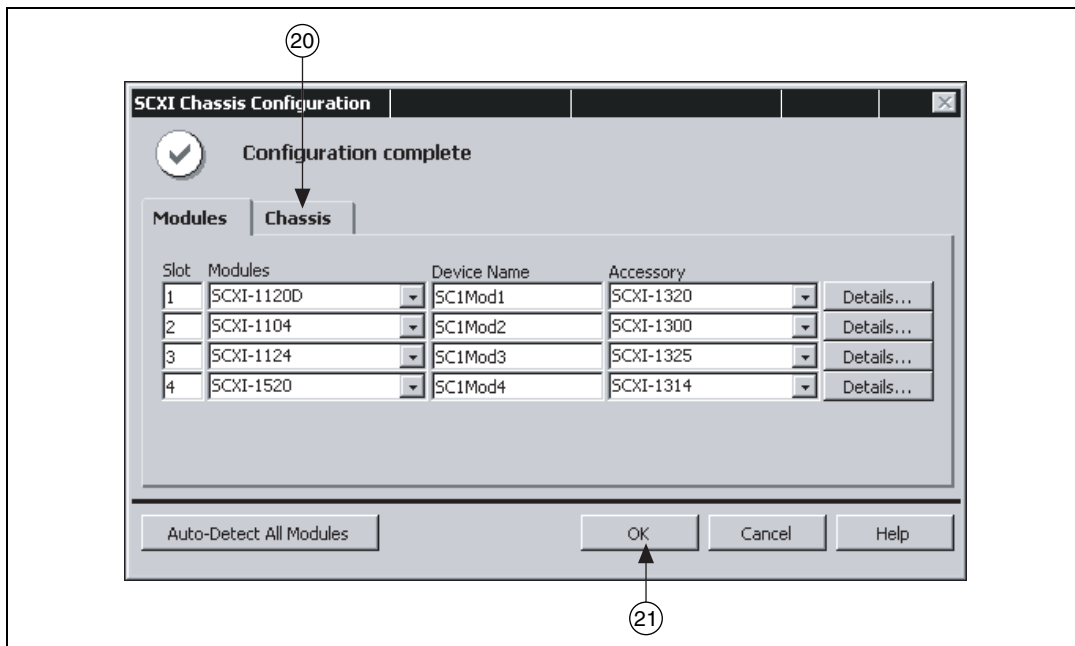 20
SCXI Chassis Configuration
Configuration complete
Modules Chassis
Slot Modules Device Name Accessory
1 SCXI-1120D SC1Mod1 SCXI-1320 Details...
2 SCXI-1104 SC1Mod2 SCXI-1300 Details...
3 SCXI-1124 SC1Mod3 SCXI-1325 Details...
4 SCXI-1520 SC1Mod4 SCXI-1314 Details...
Auto-Detect All Modules OK Cancel Help
21